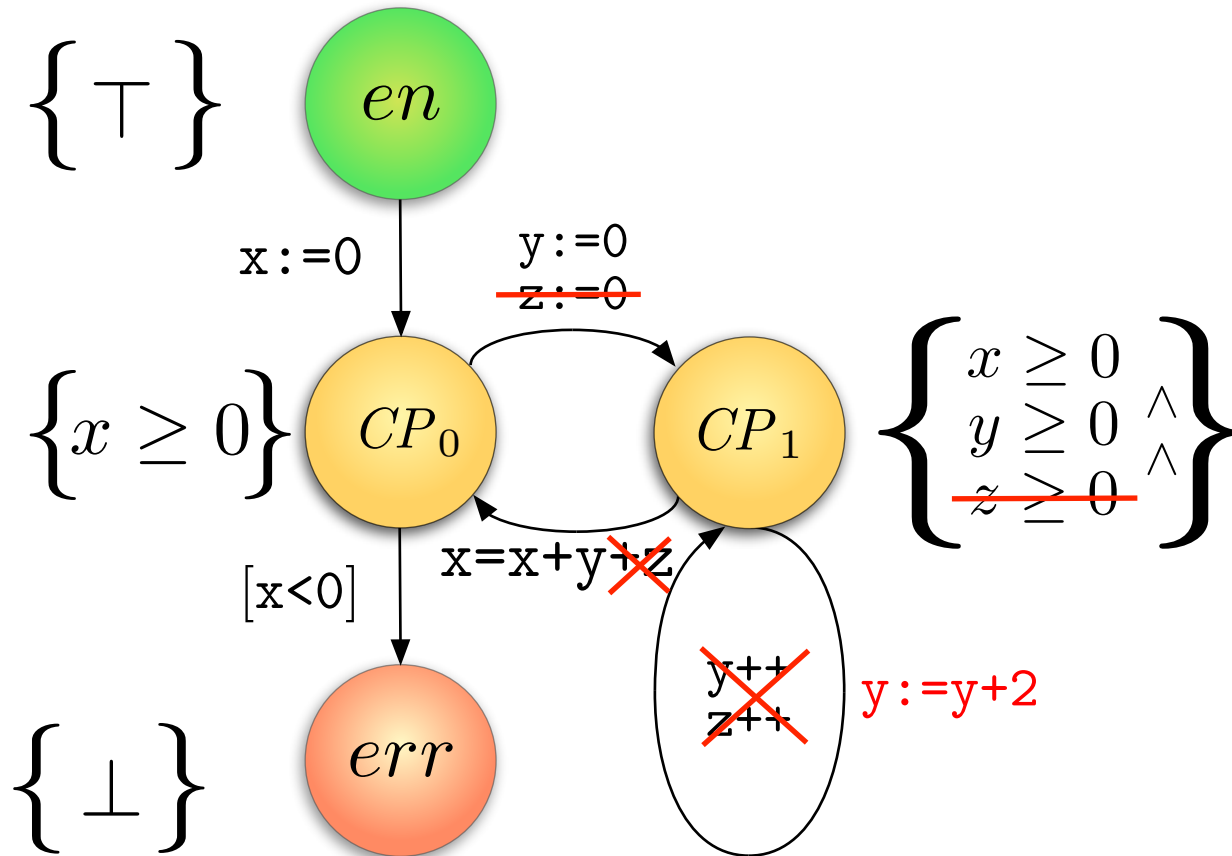 {⊤}
en
x:=0
y:=0
z:=0
{x ≥ 0}
CP₀
CP₁
{x ≥ 0
y ≥ 0 ∧
z ≥ 0 ∧}
x=x+y+z
[x<0]
y++
z++
y:=y+2
{⊥}
err